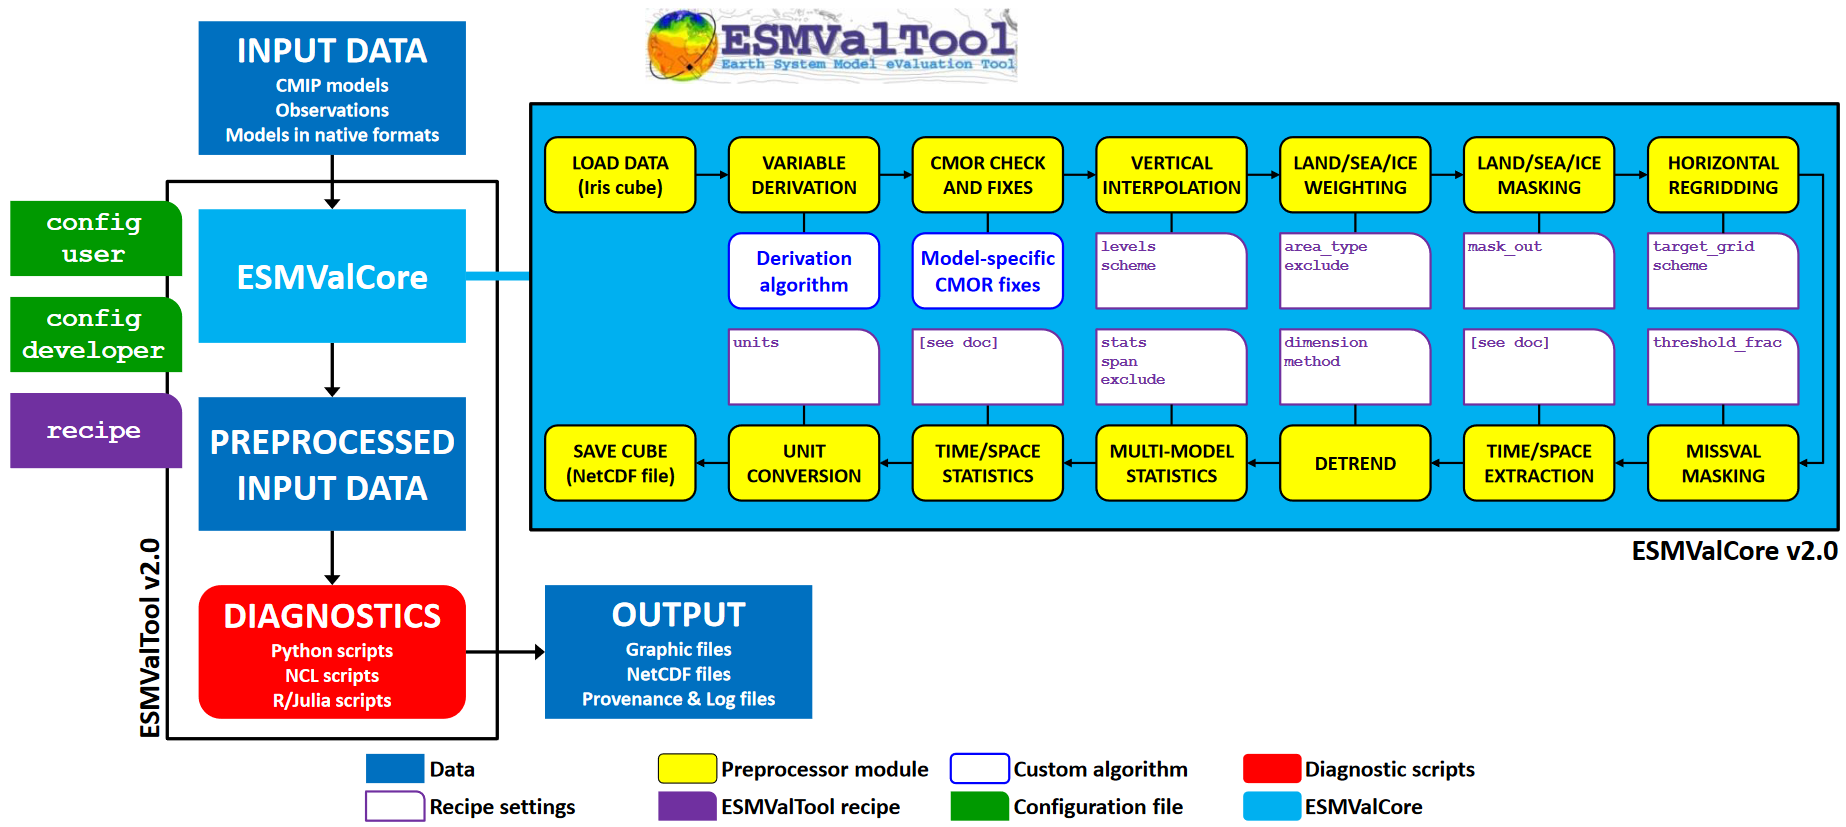 ESMValTool
Earth System Model eValuation Tool
INPUT DATA
CMIP models
Observations
Models in native formats
config
user
config
developer
recipe
ESMValCore
PREPROCESSED
INPUT DATA
DIAGNOSTICS
Python scripts
NCL scripts
R/Julia scripts
ESMValTool v2.0
OUTPUT
Graphic files
NetCDF files
Provenance & Log files
LOAD DATA
(Iris cube)
VARIABLE
DERIVATION
CMOR CHECK
AND FIXES
VERTICAL
INTERPOLATION
LAND/SEA/ICE
WEIGHTING
LAND/SEA/ICE
MASKING
HORIZONTAL
REGRIDDING
Derivation
algorithm
Model-specific
CMOR fixes
levels
scheme
area_type
exclude
mask_out
target_grid
scheme
units
[see doc]
stats
span
exclude
dimension
method
[see doc]
threshold_frac
SAVE CUBE
(NetCDF file)
UNIT
CONVERSION
TIME/SPACE
STATISTICS
MULTI-MODEL
STATISTICS
DETREND
TIME/SPACE
EXTRACTION
MISSVAL
MASKING
ESMValCore v2.0
Data
Preprocessor module
Custom algorithm
Diagnostic scripts
Recipe settings
ESMValTool recipe
Configuration file
ESMValCore